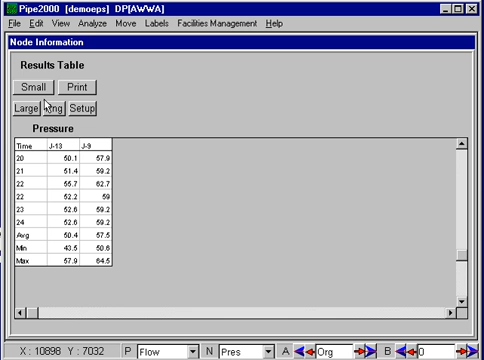 Pipe2000 [demoeps] DP[AWWA]
File Edit View Analyze Move Labels Facilities Management Help
Node Information
Results Table
Small Print
Large Setup
Pressure
Time J-13 J-9
20 50.1 57.9
21 51.4 59.2
22 55.7 62.7
22 52.2 59
23 52.6 59.2
24 52.6 59.2
Avg 50.4 57.5
Min 43.5 50.6
Max 57.9 64.5
X : 10898 Y : 7032 P Flow N Pres A Org B 0